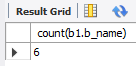 Result Grid
count(b1.b_name)
6